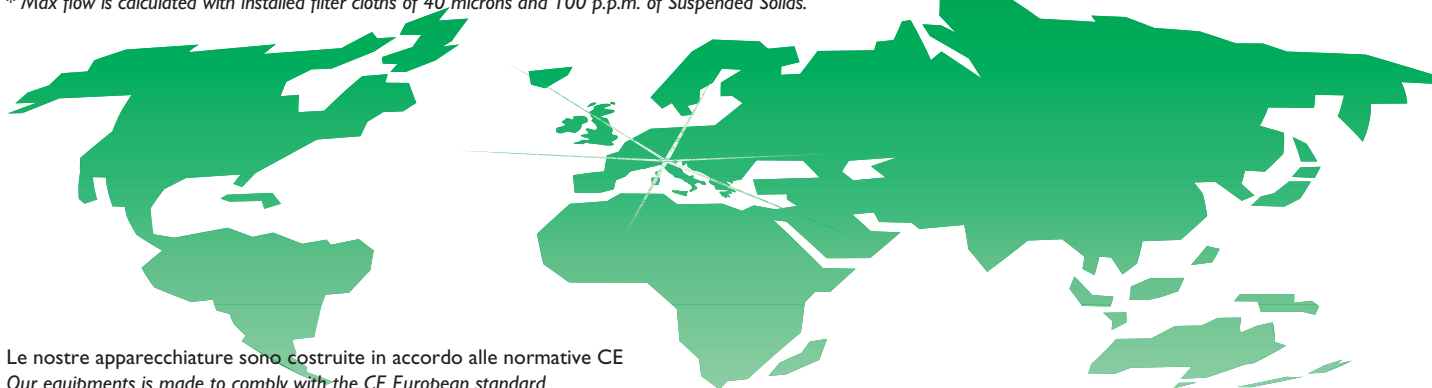 * Max flow is calculated with installed filter cloths of 40 microns and 100 p.p.m. of Suspended Solids.
Le nostre apparecchiature sono costruite in accordo alle normative CE
Our equipments is made to comply with the CE European standard